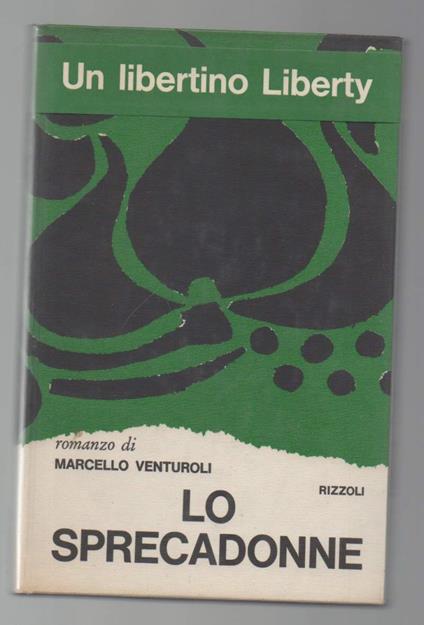 Un libertino Liberty
romanzo di
MARCELLO VENTUROLI
RIZZOLI
LO
SPRECADONNE